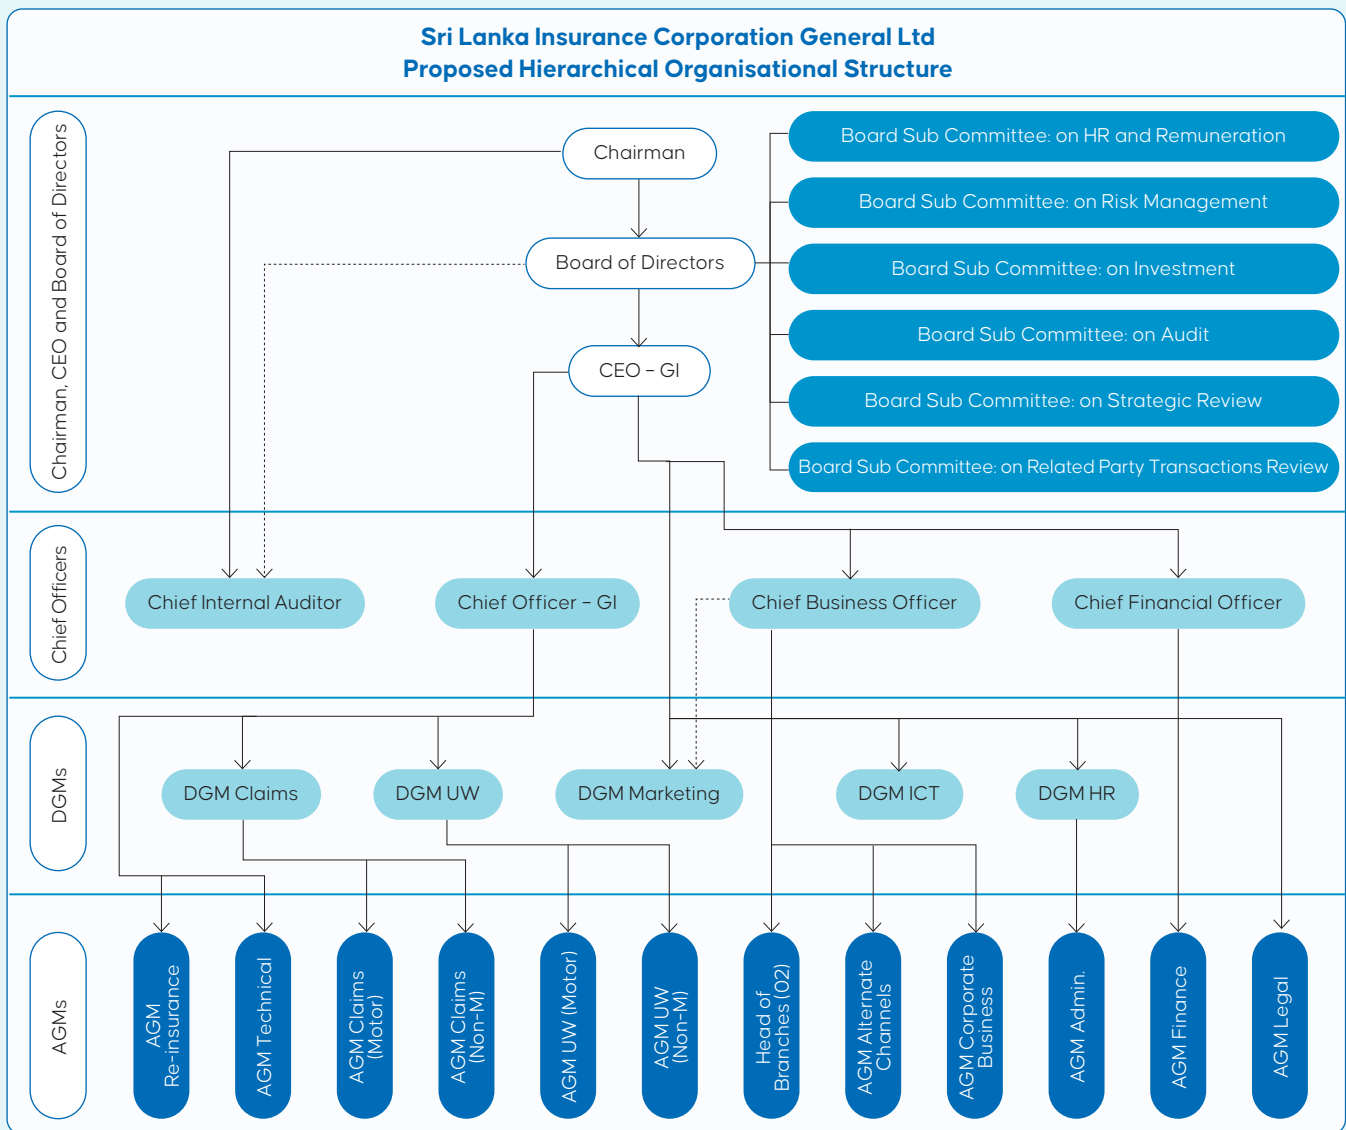 Sri Lanka Insurance Corporation General Ltd
Proposed Hierarchical Organisational Structure
Chairman, CEO and Board of Directors
Chairman
Board of Directors
CEO – GI
Board Sub Committee: on HR and Remuneration
Board Sub Committee: on Risk Management
Board Sub Committee: on Investment
Board Sub Committee: on Audit
Board Sub Committee: on Strategic Review
Board Sub Committee: on Related Party Transactions Review
Chief Officers
Chief Internal Auditor
Chief Officer – GI
Chief Business Officer
Chief Financial Officer
DGMs
DGM Claims
DGM UW
DGM Marketing
DGM ICT
DGM HR
AGMs
AGM
Re-insurance
AGM Technical
AGM Claims
(Motor)
AGM Claims
(Non-M)
AGM UW (Motor)
AGM UW
(Non-M)
Head of
Branches (02)
AGM Alternate
Channels
AGM Corporate
Business
AGM Admin.
AGM Finance
AGM Legal